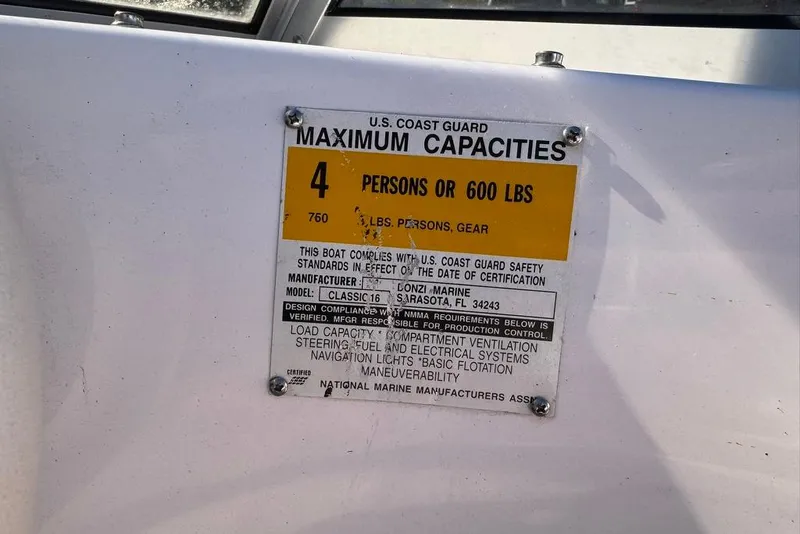 U.S. COAST GUARD
MAXIMUM CAPACITIES
4 PERSONS OR 600 LBS
760 LBS. PERSONS, GEAR
THIS BOAT COMPLIES WITH U.S. COAST GUARD SAFETY
STANDARDS IN EFFECT ON THE DATE OF CERTIFICATION
MANUFACTURER: DONZI MARINE
MODEL: CLASSIC 16 SARASOTA, FL 34243
DESIGN COMPLIANCE WITH NMMA REQUIREMENTS BELOW IS
VERIFIED. MFGR RESPONSIBLE FOR PRODUCTION CONTROL.
LOAD CAPACITY * COMPARTMENT VENTILATION
STEERING, FUEL AND ELECTRICAL SYSTEMS
NAVIGATION LIGHTS *BASIC FLOTATION
MANEUVERABILITY
CERTIFIED
NATIONAL MARINE MANUFACTURERS ASSN